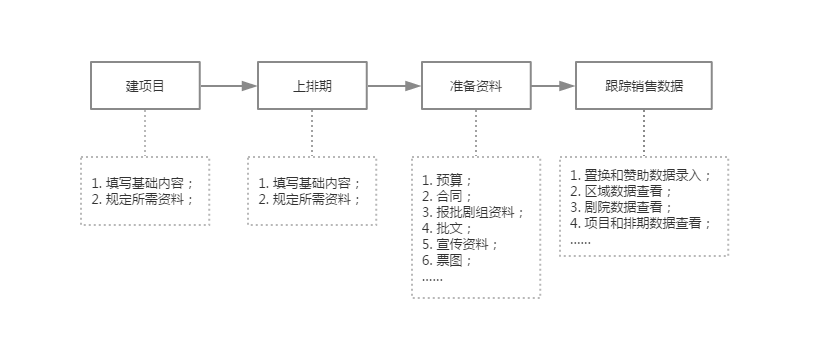 建项目
上排期
准备资料
跟踪销售数据
1. 填写基础内容；
2. 规定所需资料；
1. 填写基础内容；
2. 规定所需资料；
1. 预算；
2. 合同；
3. 报批剧组资料；
4. 批文；
5. 宣传资料；
6. 票图；
……
1. 置换和赞助数据录入；
2. 区域数据查看；
3. 剧院数据查看；
4. 项目和排期数据查看；
……